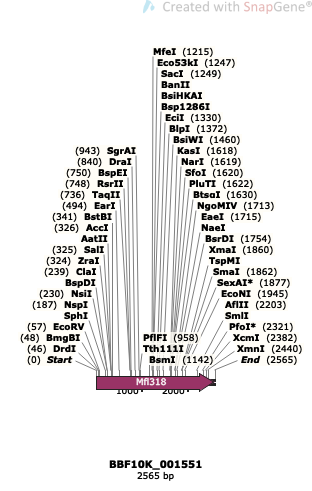 Created with SnapGene®
MfeI (1215)
Eco53kI (1247)
SacI (1249)
BanII
BsiHKAI
Bsp1286I
EciI (1330)
BlpI (1372)
BsiWI (1460)
(943) SgrAI KasI (1618)
(840) DraI NarI (1619)
(750) BspEI SfoI (1620)
(748) RsrII PluTI (1622)
(736) TaqII BtsαI (1630)
(494) EarI NgoMIV (1713)
(341) BstBI EaeI (1715)
(326) AccI NaeI
AatII BsrDI (1754)
(325) SalI XmaI (1860)
(324) ZraI TspMI
(239) ClaI SmaI (1862)
BspDI SexAI* (1877)
(230) NsiI EcoNI (1945)
(187) NspI AflII (2203)
SphI SmlI
(57) EcoRV PflFI (958) PfoI* (2321)
(48) BmgBI Tth111I XcmI (2382)
(46) DrdI BsmI (1142) XmnI (2440)
(0) Start End (2565)
Mfl318
1000 2000
BBF10K_001551
2565 bp